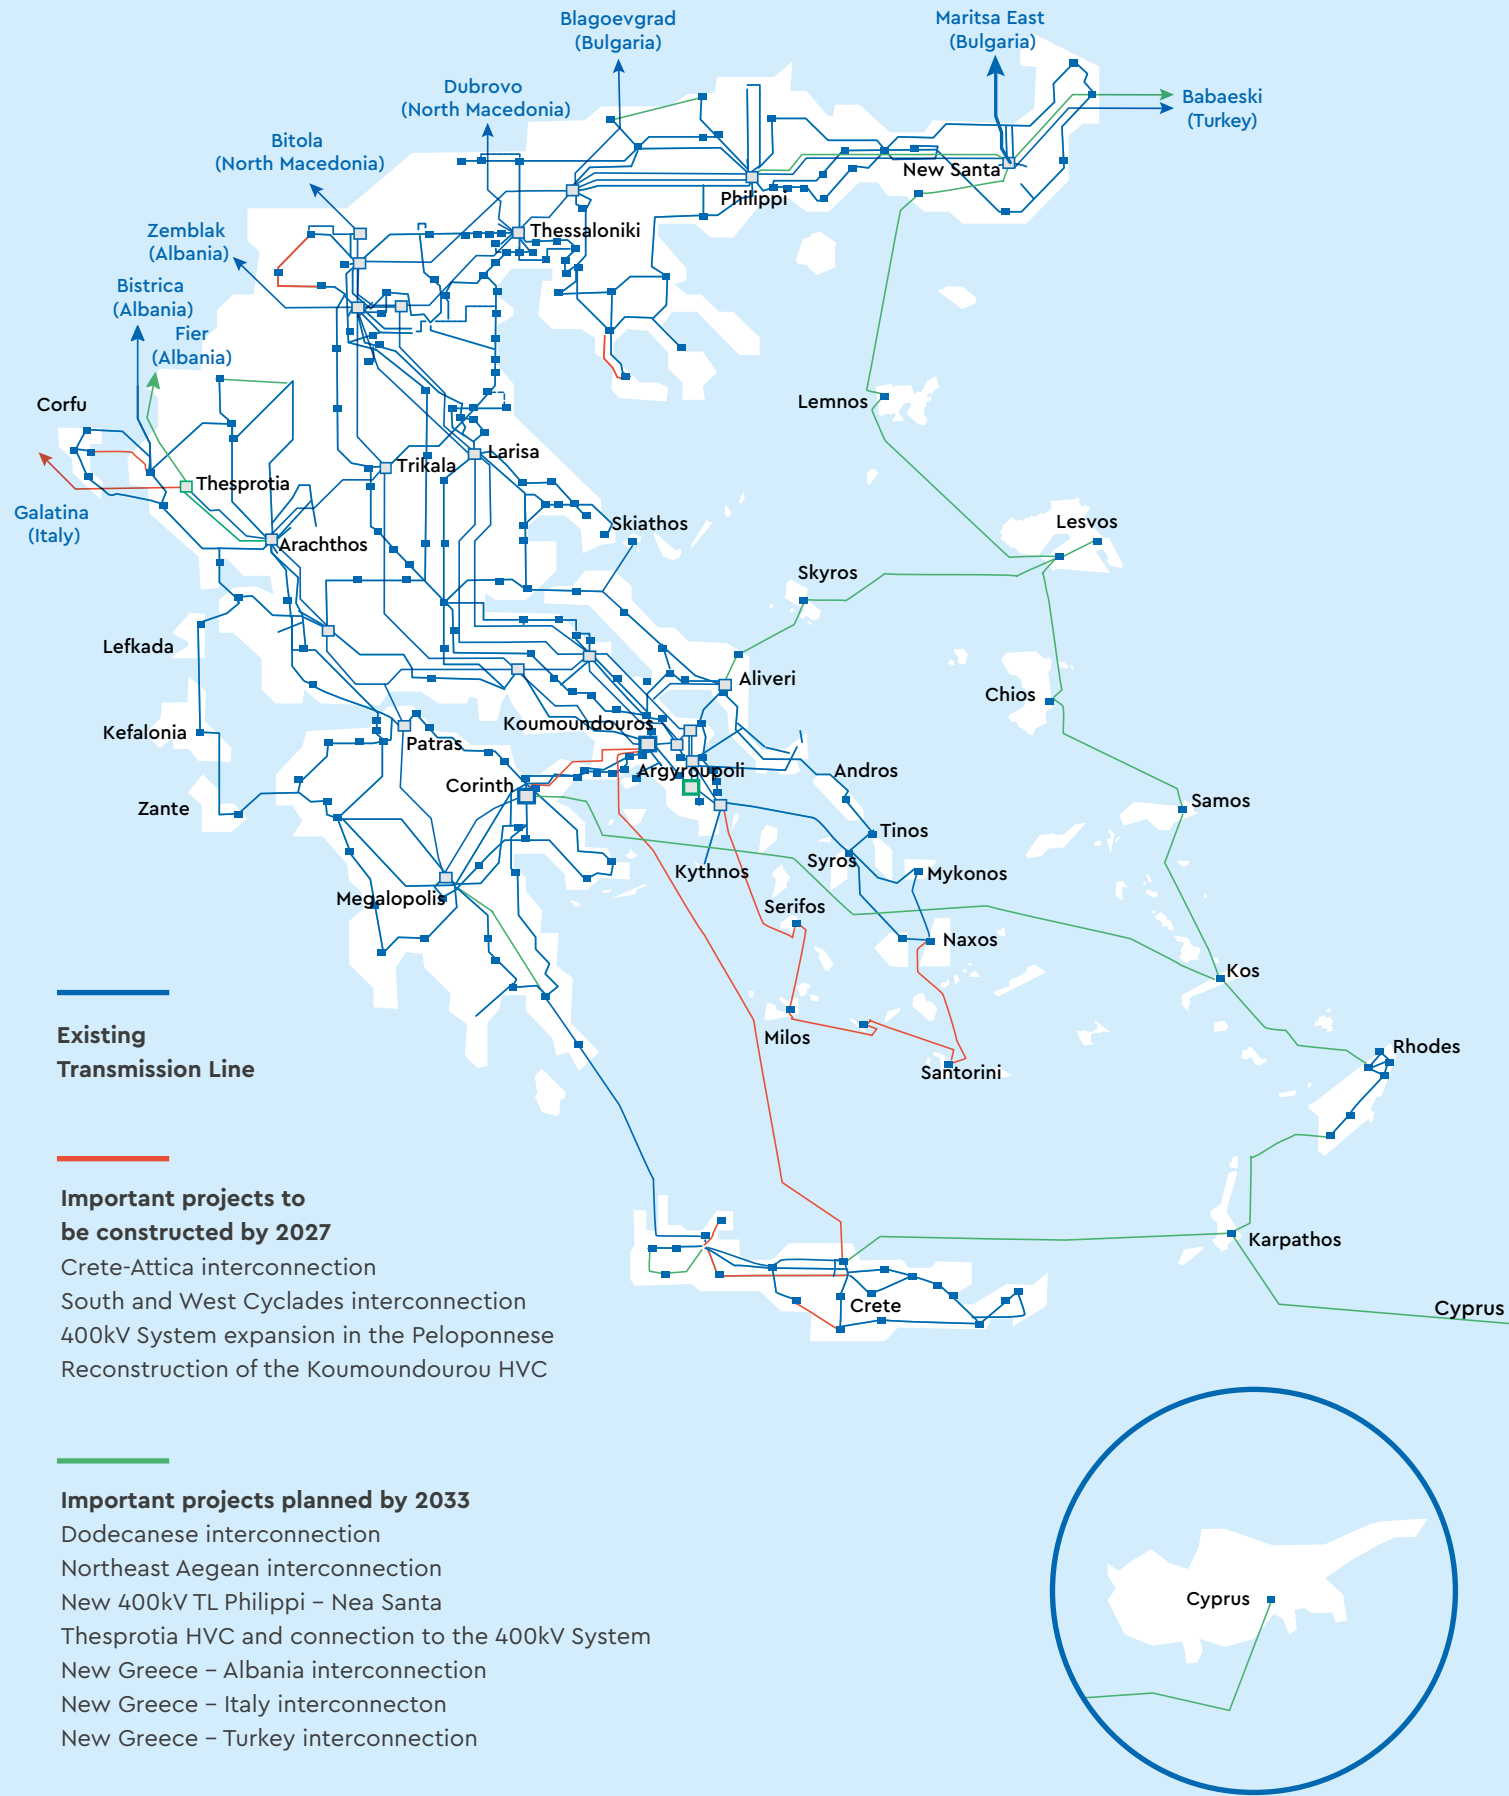 Blagoevgrad
(Bulgaria)
Maritsa East
(Bulgaria)
Dubrovo
(North Macedonia)
Babaeski
(Turkey)
Bitola
(North Macedonia)
New Santa
Philippi
Zemblak
(Albania)
Thessaloniki
Bistrica
(Albania)
Fier
(Albania)
Corfu
Lemnos
Larisa
Trikala
Thesprotia
Galatina
(Italy)
Skiathos
Lesvos
Arachthos
Skyros
Lefkada
Aliveri
Chios
Koumoundouros
Kefalonia
Patras
Argyroupoli
Andros
Corinth
Zante
Samos
Tinos
Syros
Kythnos
Mykonos
Megalopolis
Serifos
Naxos
Kos
Milos
Rhodes
Santorini
Existing
Transmission Line
Important projects to
be constructed by 2027
Crete-Attica interconnection
South and West Cyclades interconnection
400kV System expansion in the Peloponnese
Reconstruction of the Koumoundourou HVC
Karpathos
Crete
Cyprus
Important projects planned by 2033
Dodecanese interconnection
Northeast Aegean interconnection
New 400kV TL Philippi – Nea Santa
Thesprotia HVC and connection to the 400kV System
New Greece – Albania interconnection
New Greece – Italy interconnecton
New Greece – Turkey interconnection
Cyprus